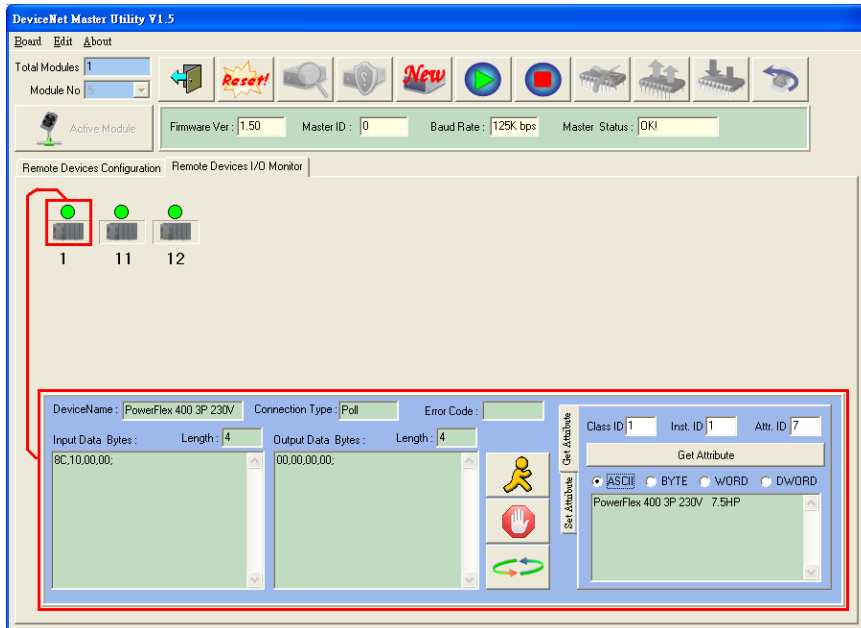 DeviceNet Master Utility V1.5
Board Edit About
Total Modules 1
Module No 5
Reset!
New
Active Module
Firmware Ver : 1.50 Master ID : 0 Baud Rate : 125K bps Master Status : OK!
Remote Devices Configuration Remote Devices I/O Monitor
1 11 12
DeviceName : PowerFlex 400 3P 230V Connection Type : Poll Error Code :
Input Data Bytes : Length : 4 Output Data Bytes : Length : 4
8C,10,00,00; 00,00,00,00;
Get Attribute
Set Attribute
Class ID 1 Inst. ID 1 Attr. ID 7
Get Attribute
ASCII BYTE WORD DWORD
PowerFlex 400 3P 230V 7.5HP